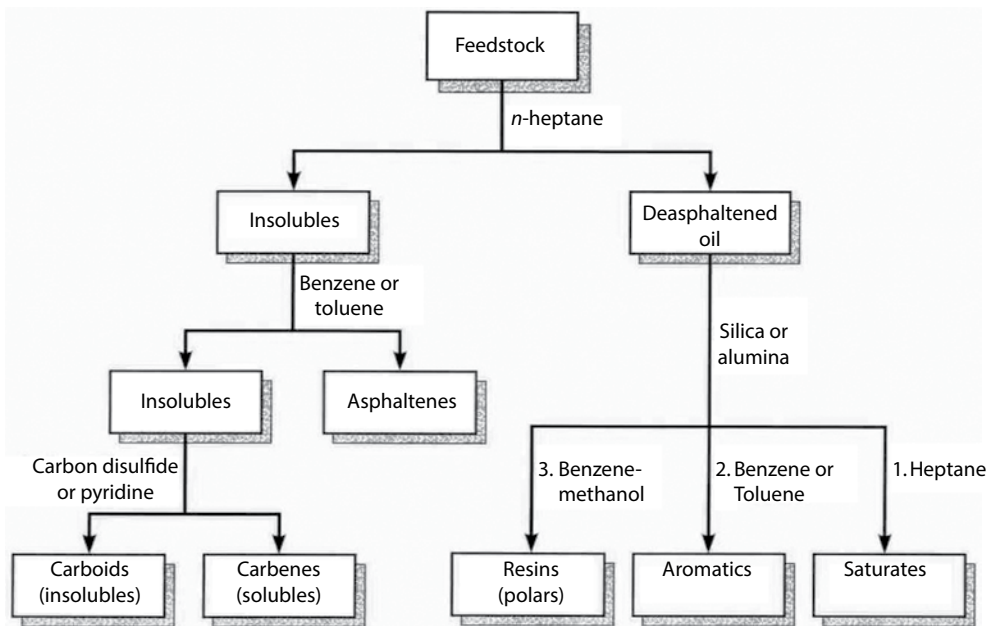 Feedstock
n-heptane
Insolubles
Deasphaltened
oil
Benzene or
toluene
Silica or
alumina
Insolubles
Asphaltenes
Carbon disulfide
or pyridine
3. Benzene-
methanol
2. Benzene or
Toluene
1. Heptane
Carboids
(insolubles)
Carbenes
(solubles)
Resins
(polars)
Aromatics
Saturates